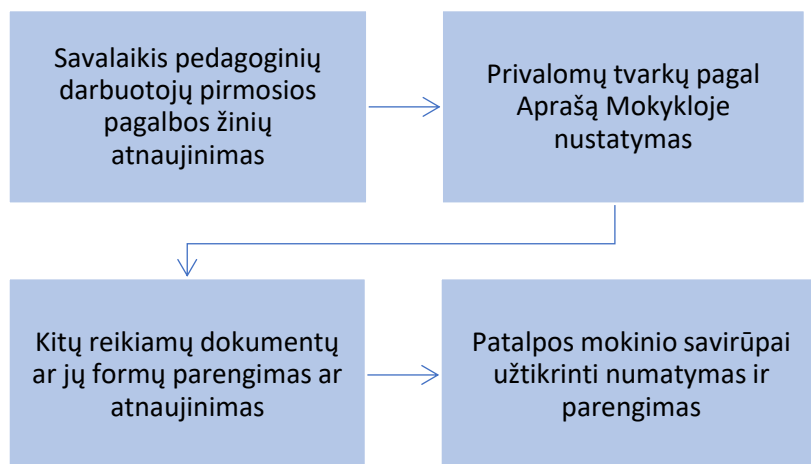 Savalaikis pedagoginių
darbuotojų pirmosios
pagalbos žinių
atnaujinimas
Privalomų tvarkų pagal
Aprašą Mokykloje
nustatymas
Kitų reikiamų dokumentų
ar jų formų parengimas ar
atnaujinimas
Patalpos mokinio savirūpai
užtikrinti numatymas ir
parengimas